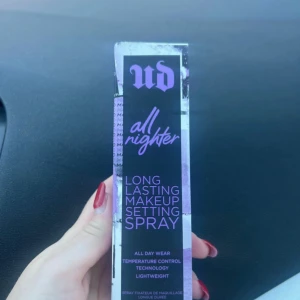 ud
all
nighter
LONG
LASTING
MAKEUP
SETTING
SPRAY
ALL DAY WEAR
TEMPERATURE CONTROL
TECHNOLOGY
LIGHTWEIGHT